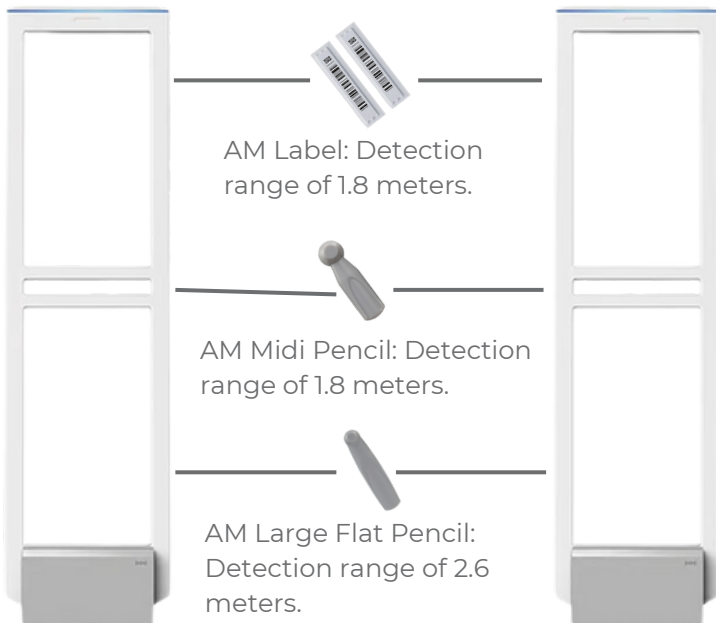 AM Label: Detection
range of 1.8 meters.
AM Midi Pencil: Detection
range of 1.8 meters.
AM Large Flat Pencil:
Detection range of 2.6
meters.